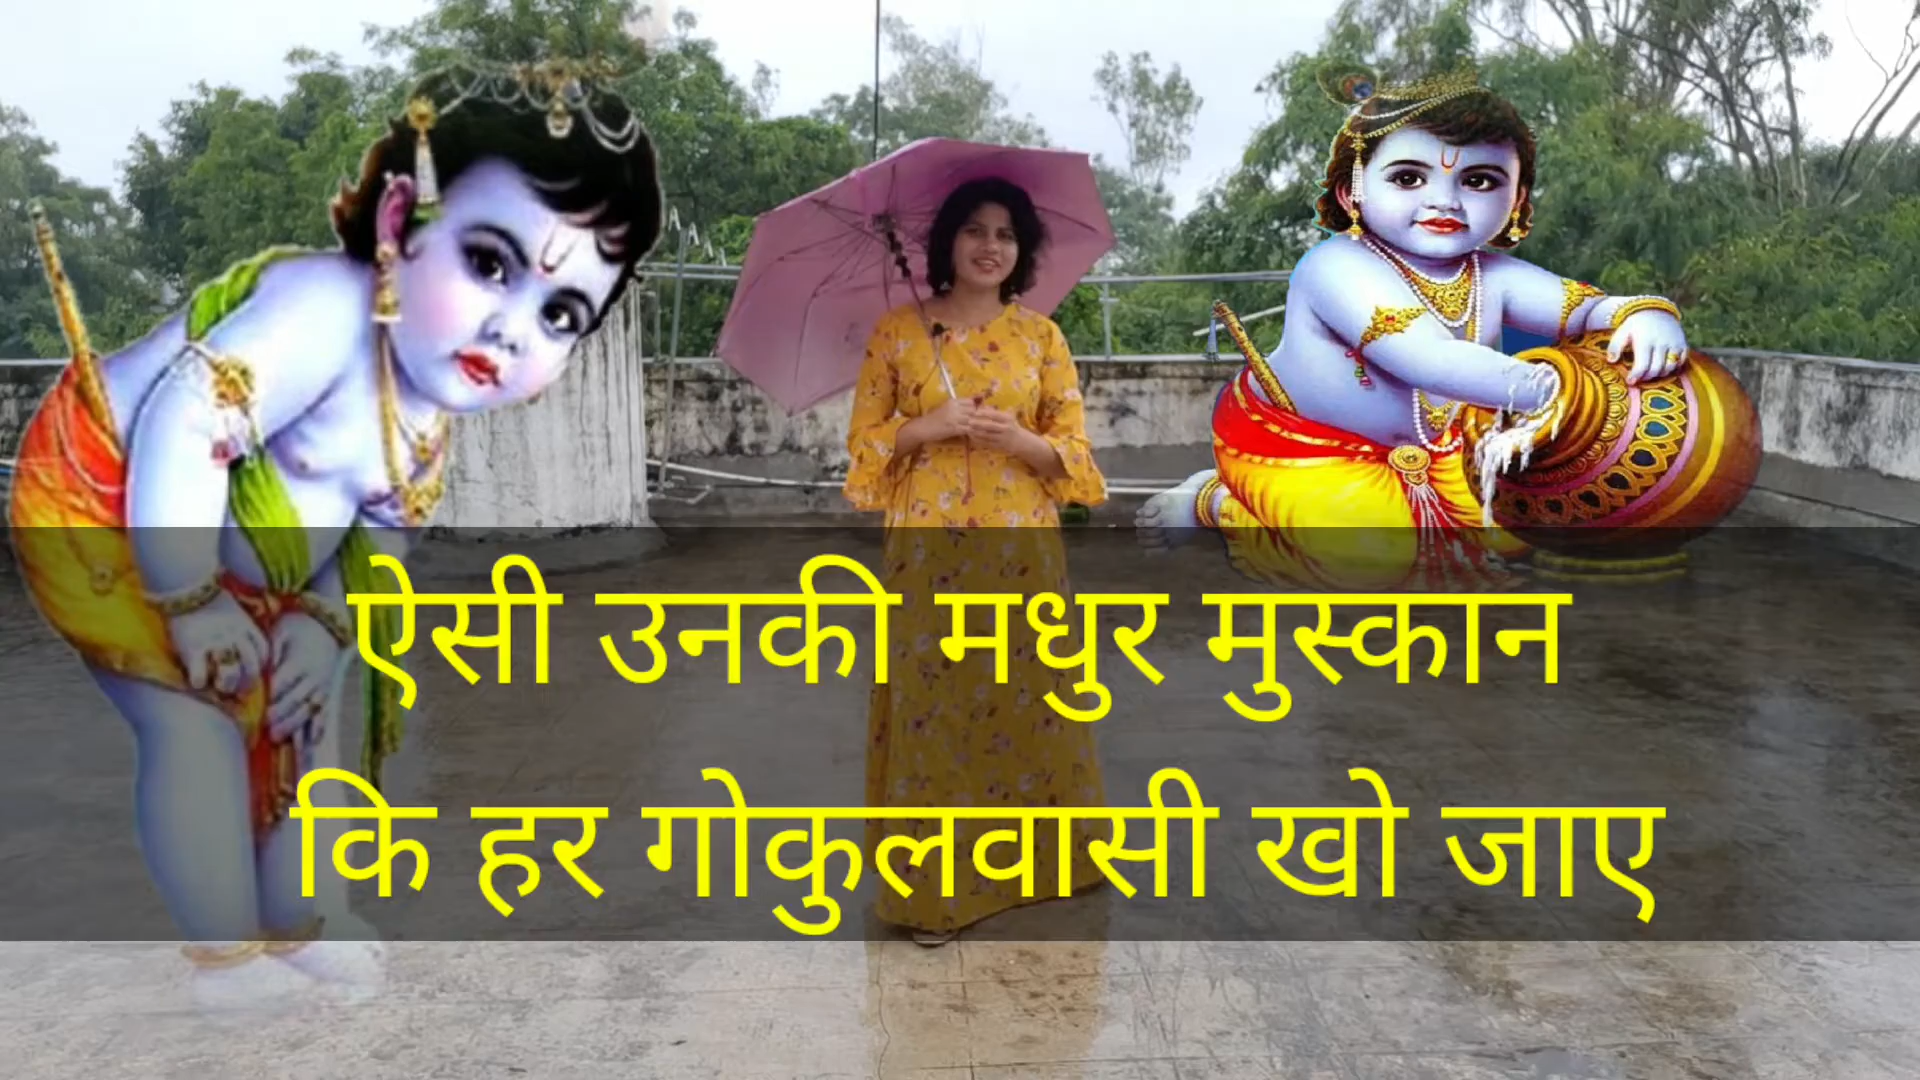 ऐसी उनकी मधुर मुस्कान
कि हर गोकुलवासी खो जाए